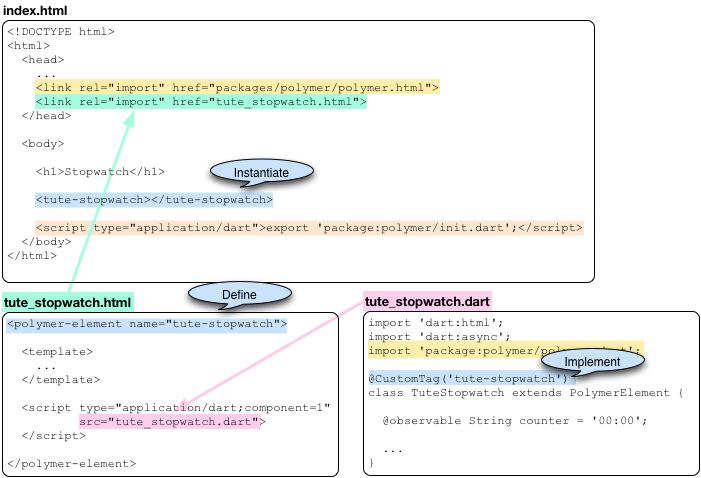 index.html
<!DOCTYPE html>
<html>
<head>
...
<link rel="import" href="packages/polymer/polymer.html">
<link rel="import" href="tute_stopwatch.html">
</head>
<body>
<h1>Stopwatch</h1>
Instantiate
<tute-stopwatch></tute-stopwatch>
<script type="application/dart">export 'package:polymer/init.dart';</script>
</body>
</html>
tute_stopwatch.html
Define
<polymer-element name="tute-stopwatch">
<template>
...
</template>
<script type="application/dart;component=1"
src="tute_stopwatch.dart">
</script>
</polymer-element>
tute_stopwatch.dart
import 'dart:html';
import 'dart:async';
import 'package:polymer/
Implement
@CustomTag('tute-stopwatch')
class TuteStopwatch extends PolymerElement {
@observable String counter = '00:00';
...
}